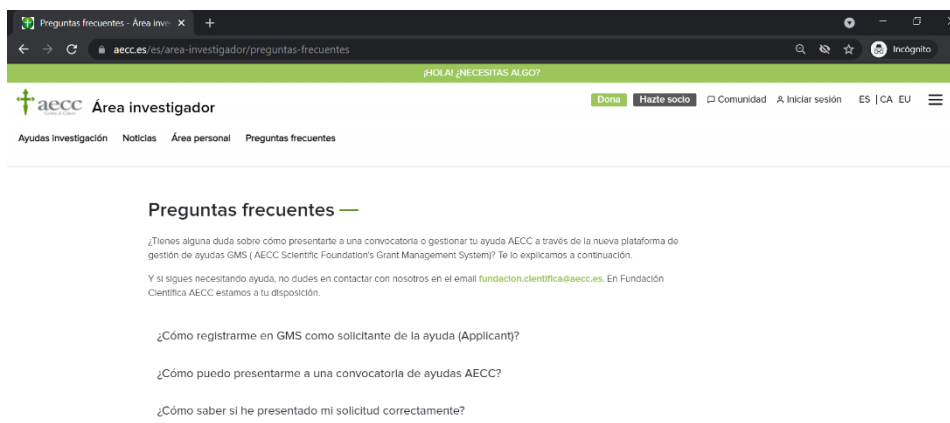 Preguntas frecuentes - Área inve
aecc.es/es/area-investigador/preguntas-frecuentes
Incógnito
¡HOLA! ¿NECESITAS ALGO?
aecc Área investigador
Dona Hazte socio Comunidad Iniciar sesión ES | CA EU
Ayudas investigación Noticias Área personal Preguntas frecuentes
Preguntas frecuentes —
¿Tienes alguna duda sobre cómo presentarte a una convocatoria o gestionar tu ayuda AECC a través de la nueva plataforma de
gestión de ayudas GMS ( AECC Scientific Foundation's Grant Management System)? Te lo explicamos a continuación.
Y si sigues necesitando ayuda, no dudes en contactar con nosotros en el email fundacion.cientifica@aecc.es. En Fundación
Científica AECC estamos a tu disposición.
¿Cómo registrarme en GMS como solicitante de la ayuda (Applicant)?
¿Cómo puedo presentarme a una convocatoria de ayudas AECC?
¿Cómo saber si he presentado mi solicitud correctamente?